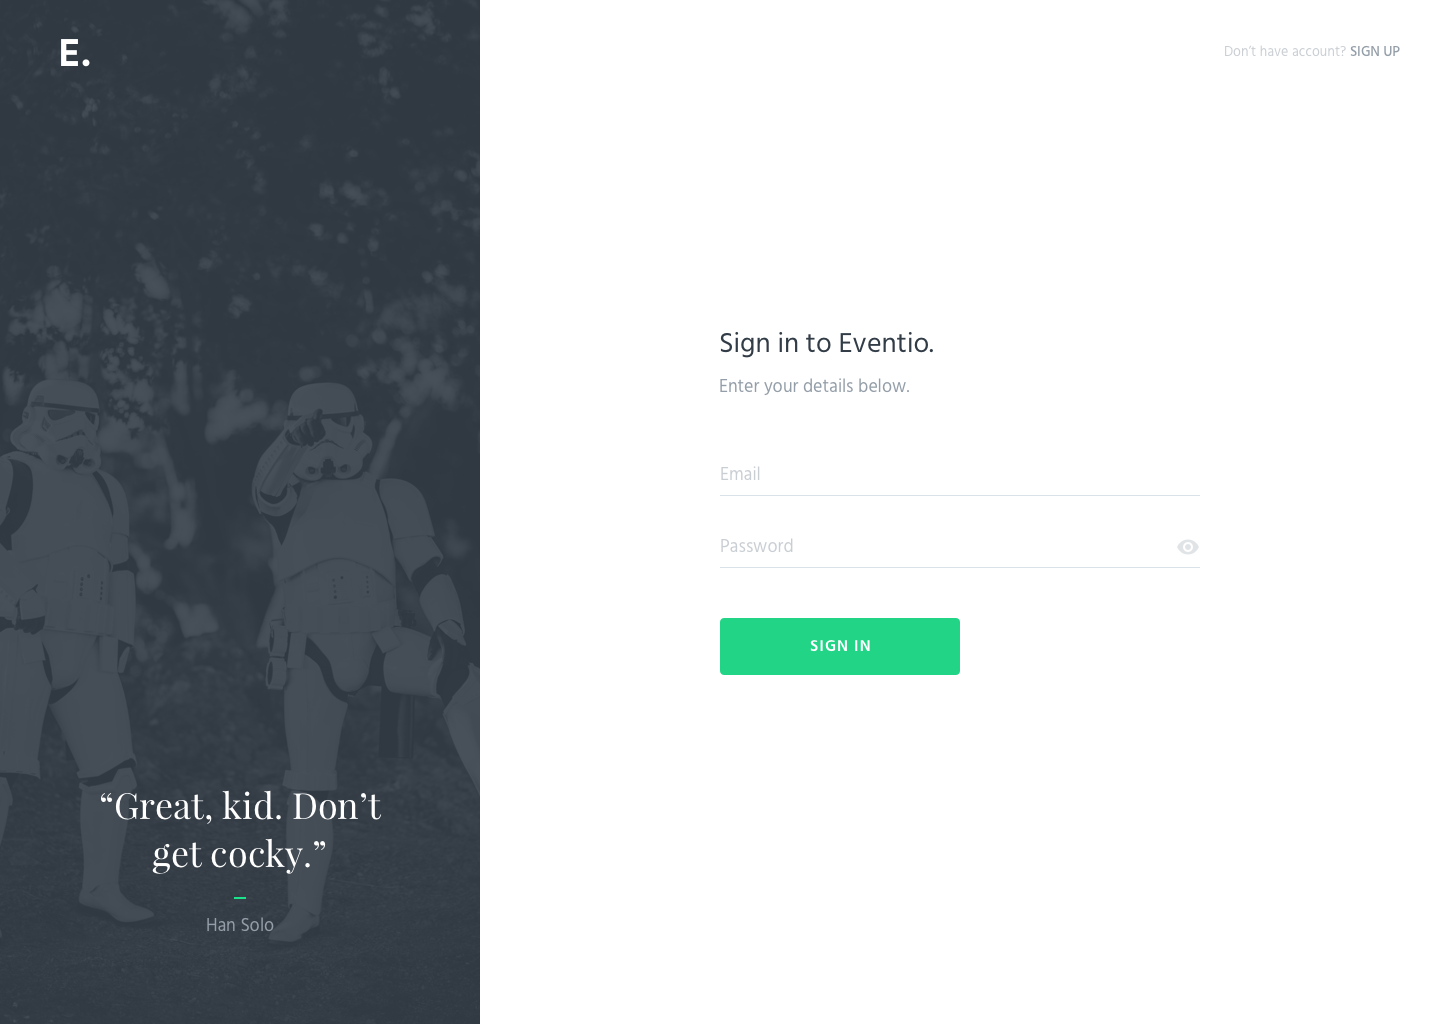 E.
Don't have account? SIGN UP
Sign in to Eventio.
Enter your details below.
Email
Password
SIGN IN
“Great, kid. Don’t
get cocky.”
Han Solo